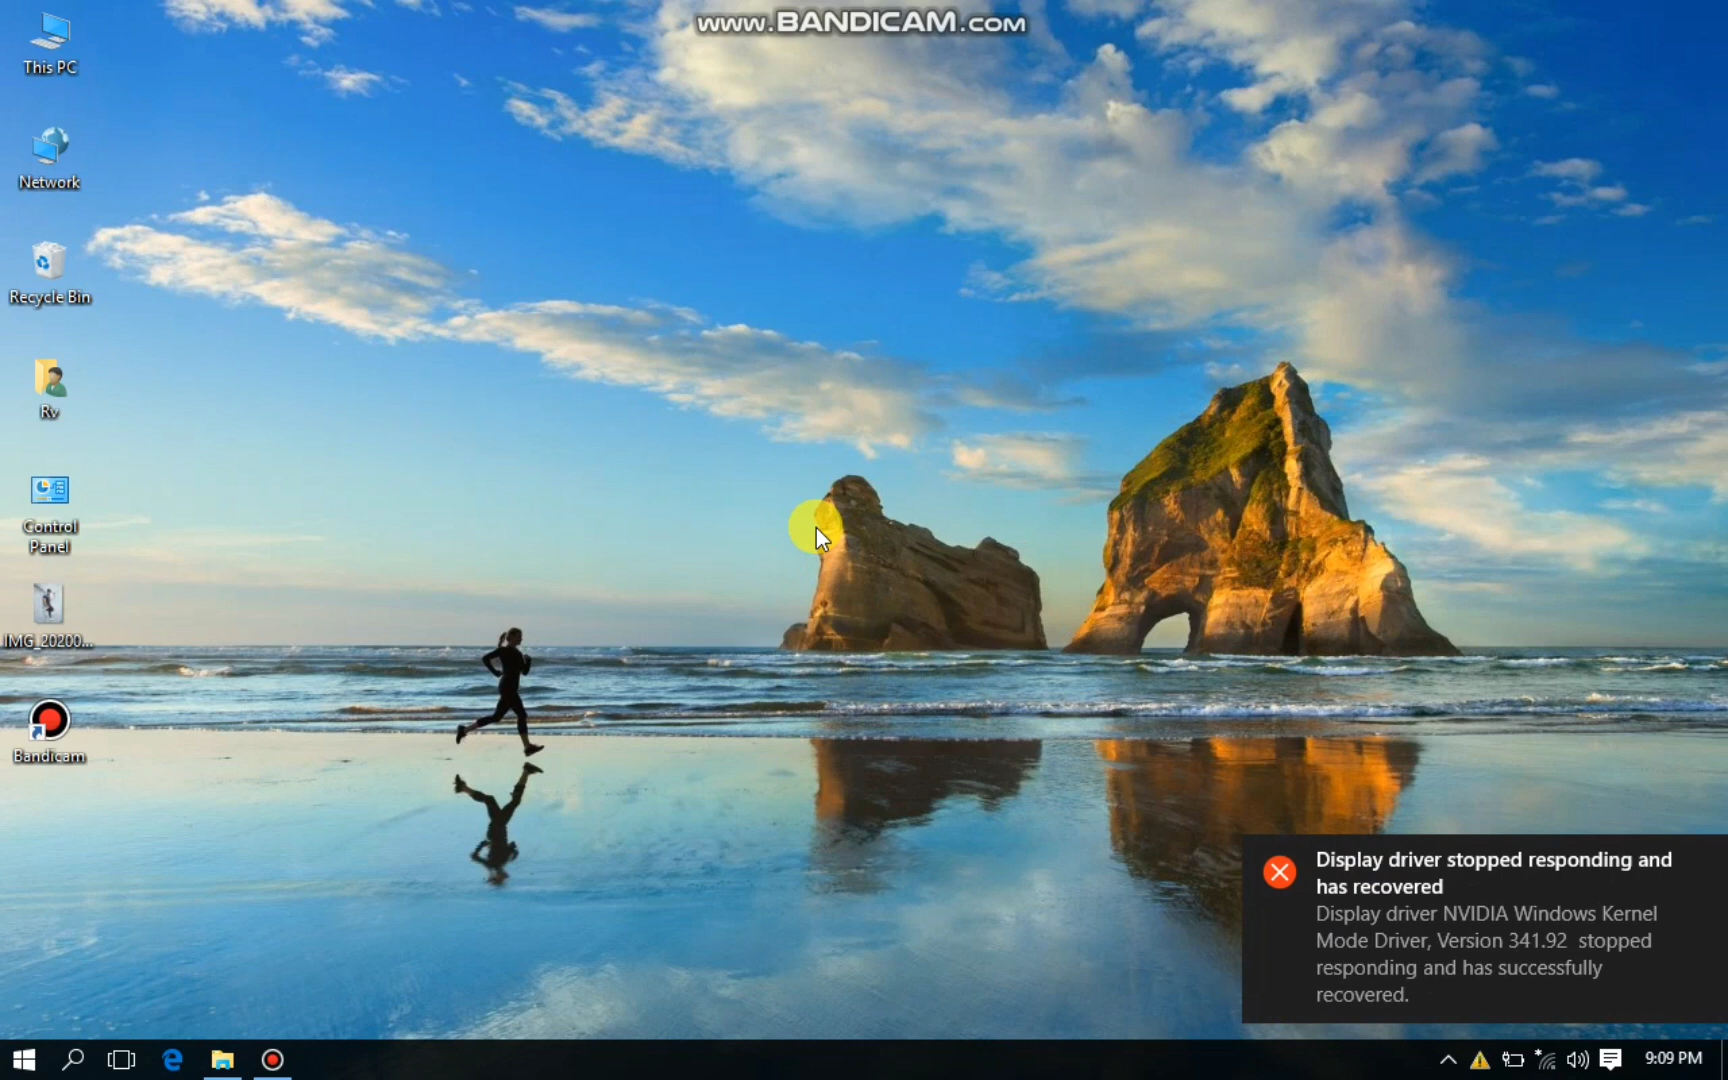 www.BANDICAM.com
This PC
Network
Recycle Bin
Rv
Control
Panel
IMG_20200...
Bandicam
Display driver stopped responding and
has recovered
Display driver NVIDIA Windows Kernel
Mode Driver, Version 341.92 stopped
responding and has successfully
recovered.
9:09 PM